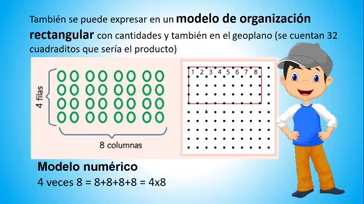 También se puede expresar en un modelo de organización
rectangular con cantidades y también en el geoplano (se cuentan 32
cuadraditos que sería el producto)
4 filas
1 2 3 4 5 6 7 8
8 columnas
Modelo numérico
4 veces 8 = 8+8+8+8 = 4x8